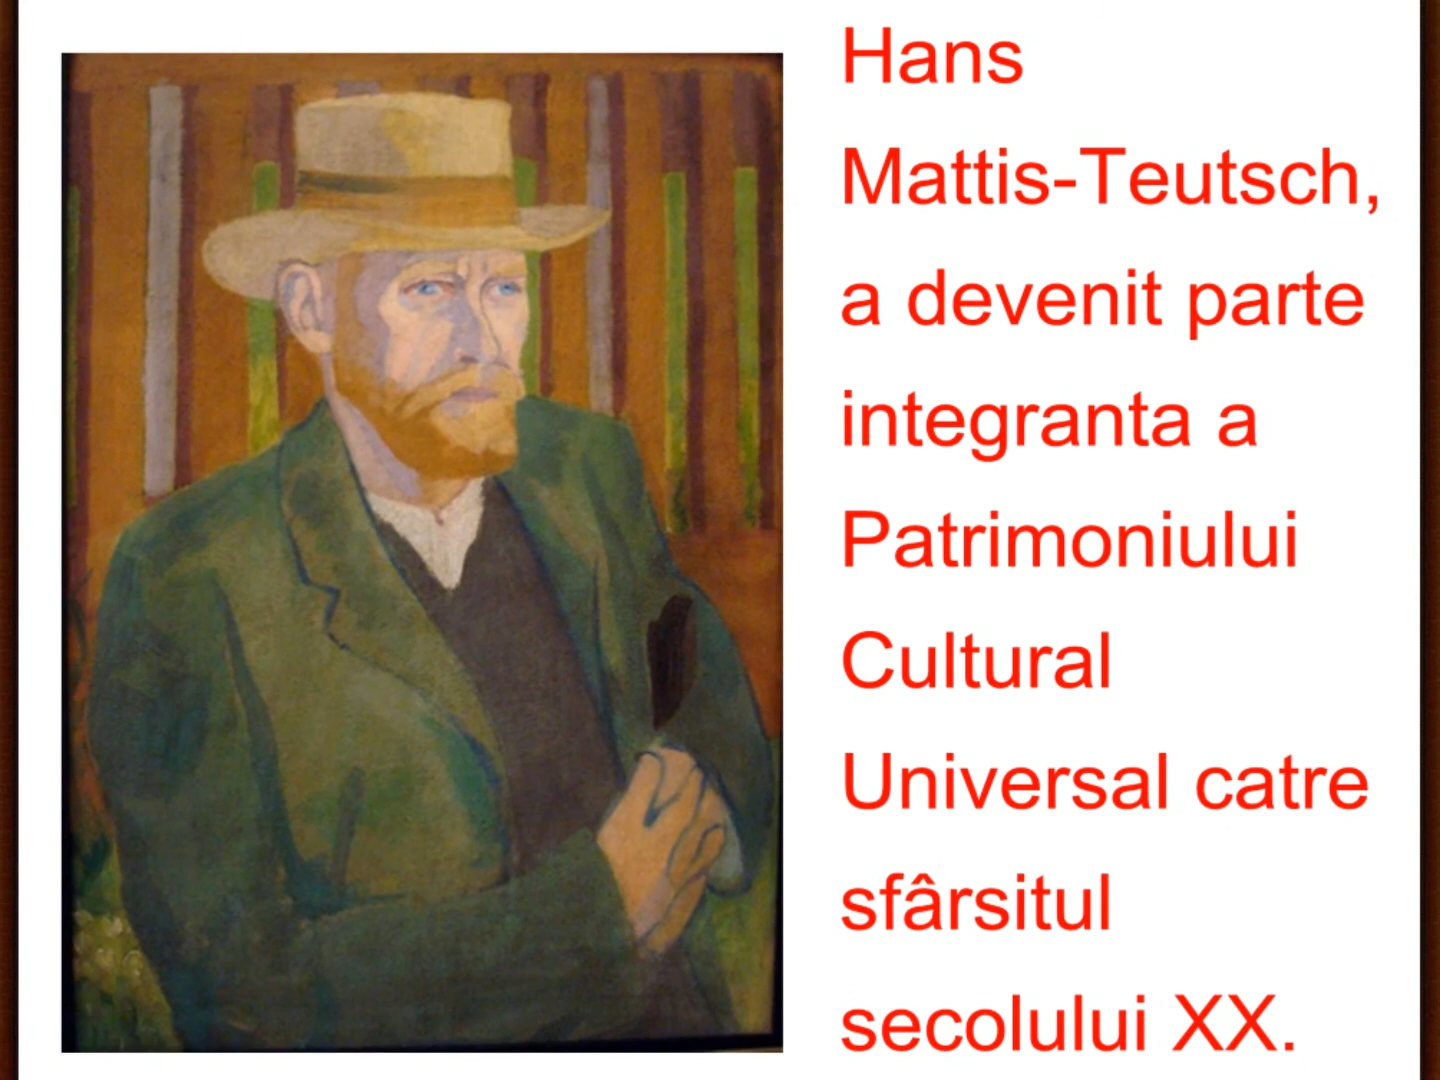 Hans
Mattis-Teutsch,
a devenit parte
integranta a
Patrimoniului
Cultural
Universal catre
sfârsitul
secolului XX.